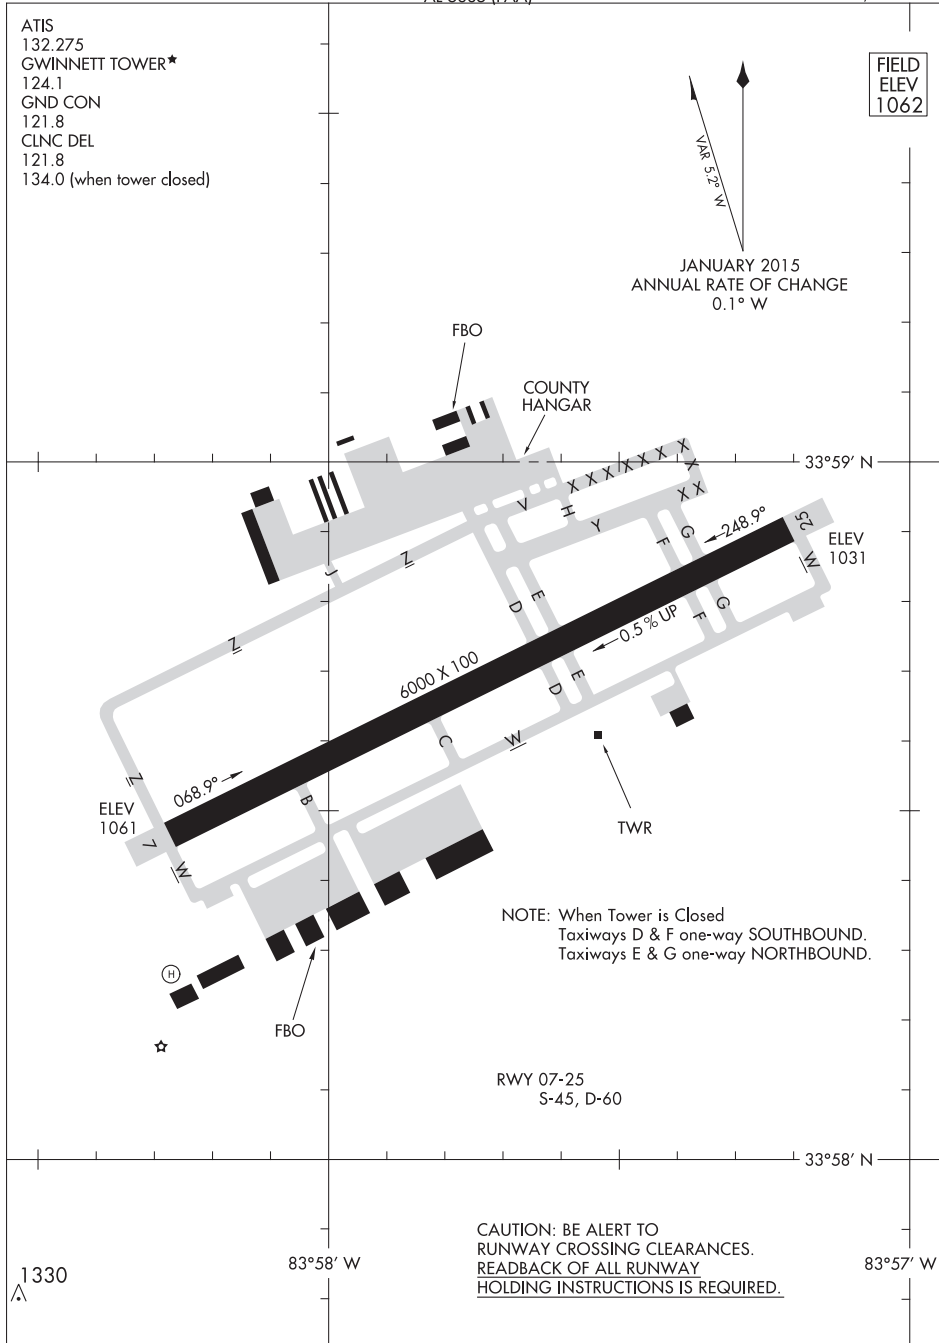 ATIS
132.275
GWINNETT TOWER★
124.1
GND CON
121.8
CLNC DEL
121.8
134.0 (when tower closed)
FIELD
ELEV
1062
VAR 5.2° W
JANUARY 2015
ANNUAL RATE OF CHANGE
0.1° W
FBO
COUNTY
HANGAR
33°59' N
X X X X X X X
X
X
X X
V
H
Y
F
G
248.9°
25
ELEV
1031
W
J
Z
Z
D
E
G
F
0.5% UP
6000 X 100
E
D
C
W
Z
068.9°
B
ELEV
1061
7
W
TWR
NOTE: When Tower is Closed
Taxiways D & F one-way SOUTHBOUND.
Taxiways E & G one-way NORTHBOUND.
H
FBO
RWY 07-25
S-45, D-60
33°58' N
CAUTION: BE ALERT TO
RUNWAY CROSSING CLEARANCES.
READBACK OF ALL RUNWAY
HOLDING INSTRUCTIONS IS REQUIRED.
83°58' W
83°57' W
1330